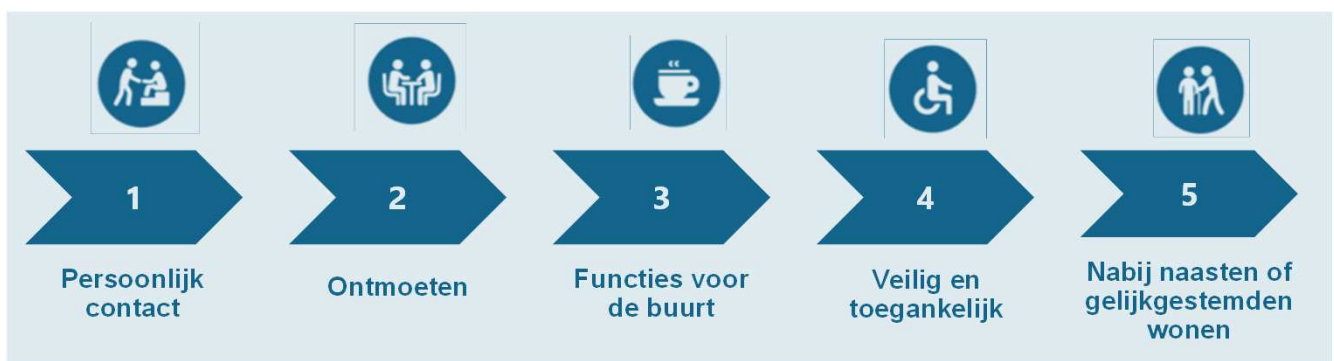 1
2
3
4
5
Persoonlijk
contact
Ontmoeten
Functies voor
de buurt
Veilig en
toegankelijk
Nabij naasten of
gelijkgestemden
wonen